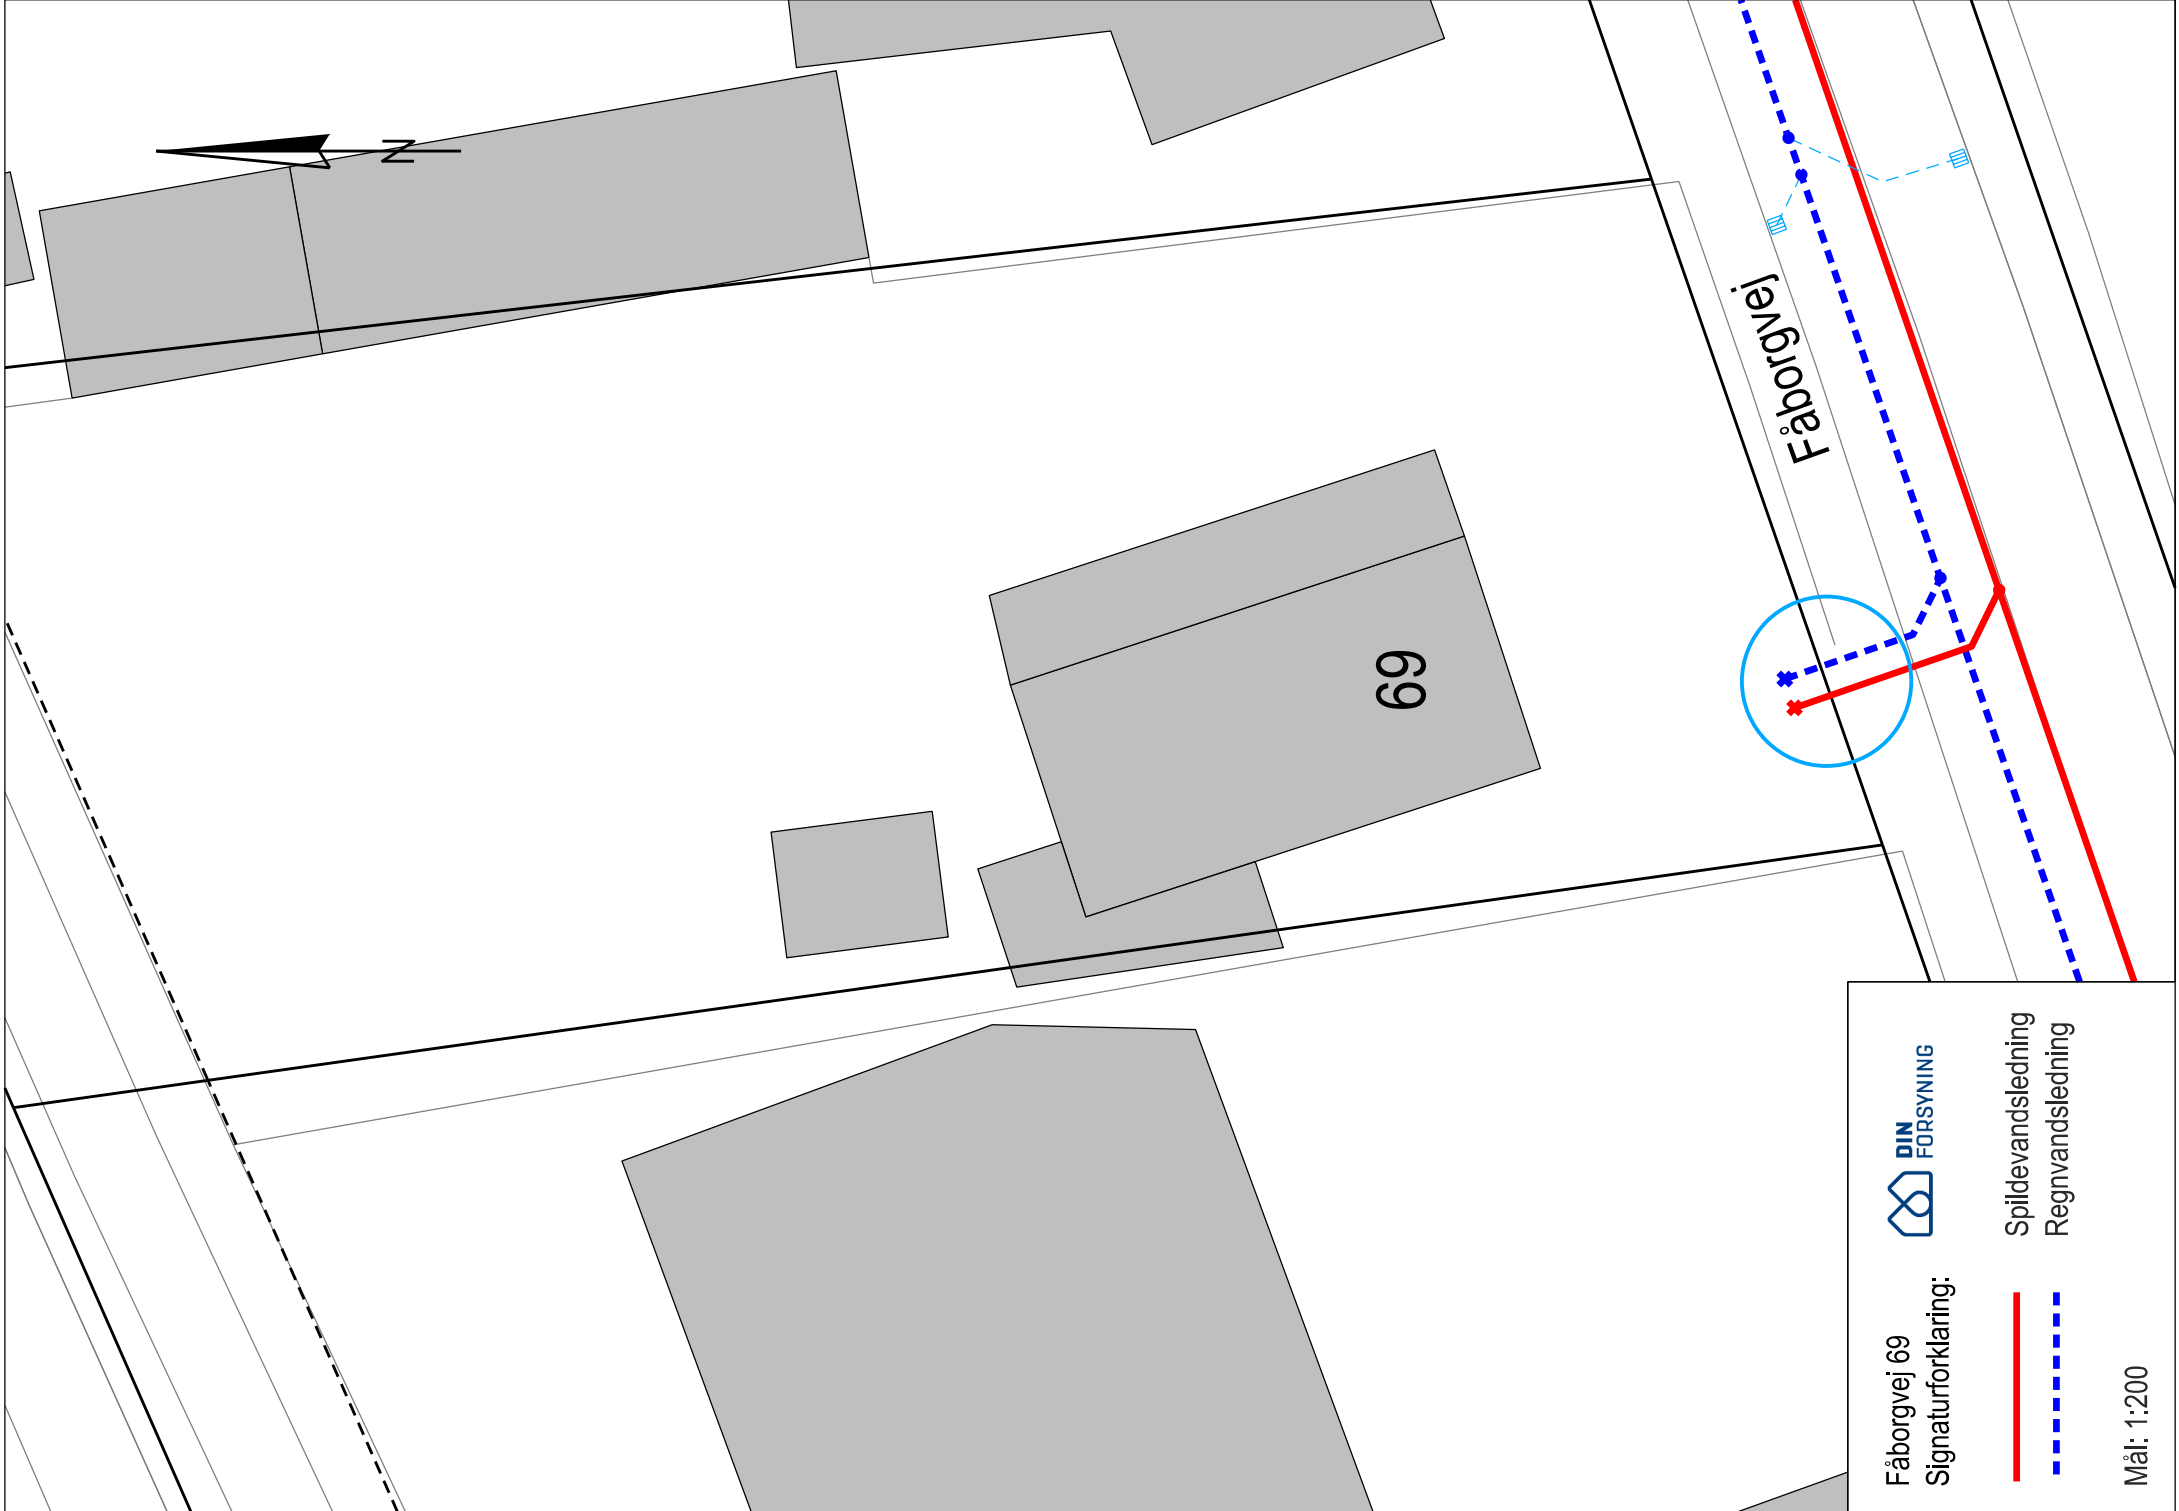 N
Fåborgvej
69
DIN
FORSYNING
Fåborgvej 69
Signaturforklaring:
Spildevandsledning
Regnvandsledning
Mål: 1:200